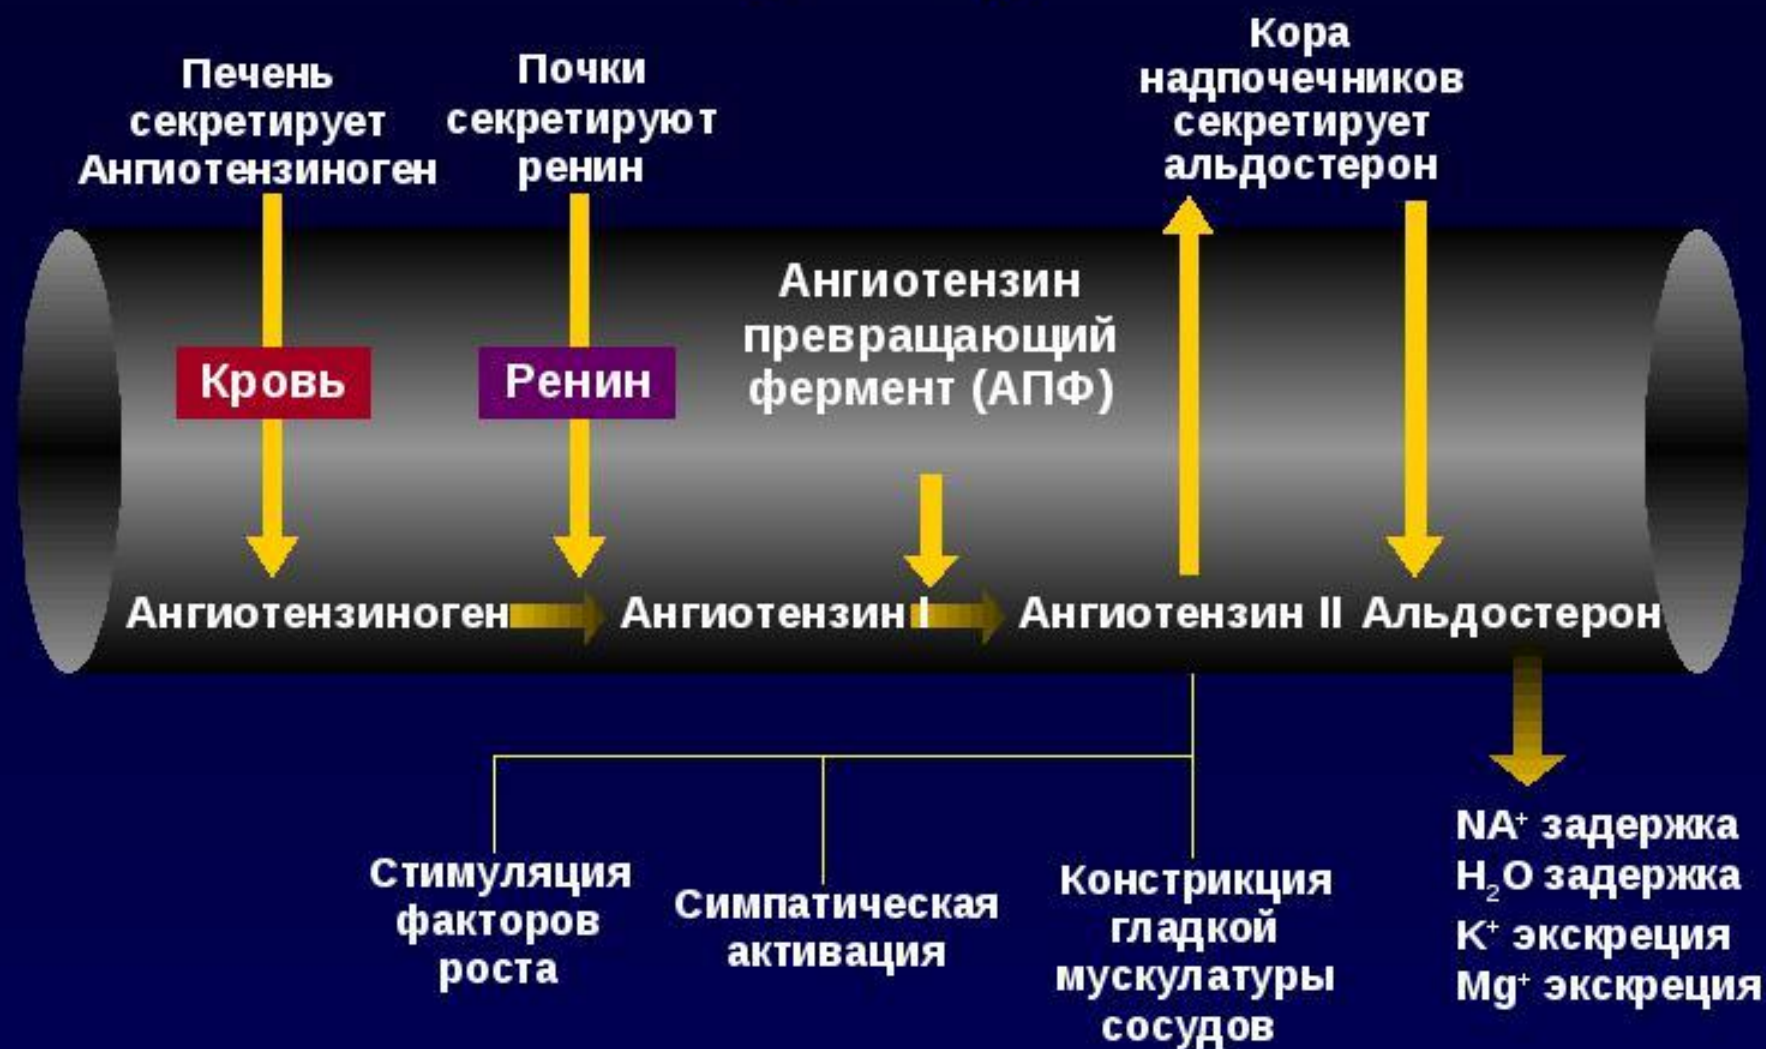 Печень
секретирует
Ангиотензиноген
Почки
секретируют
ренин
Кора
надпочечников
секретирует
альдостерон
Кровь
Ренин
Ангиотензин
превращающий
фермент (АПФ)
Ангиотензиноген Ангиотензин I Ангиотензин II Альдостерон
Стимуляция
факторов
роста
Симпатическая
активация
Констрикция
гладкой
мускулатуры
сосудов
NA⁺ задержка
H₂O задержка
K⁺ экскреция
Mg⁺ экскреция